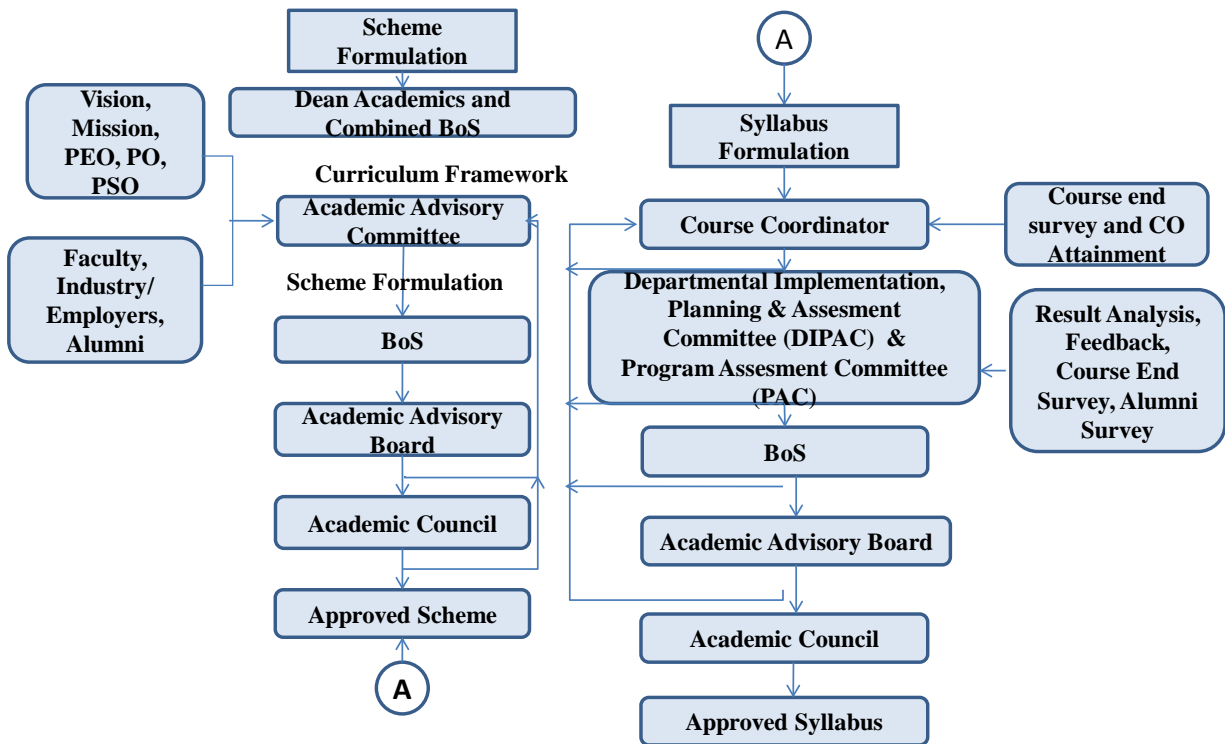 Scheme
Formulation
Dean Academics and
Combined BoS
Vision,
Mission,
PEO, PO,
PSO
Curriculum Framework
Academic Advisory
Committee
Faculty,
Industry/
Employers,
Alumni
Scheme Formulation
BoS
Academic Advisory
Board
Academic Council
Approved Scheme
A
A
Syllabus
Formulation
Course Coordinator
Course end
survey and CO
Attainment
Departmental Implementation,
Planning & Assesment
Committee (DIPAC) &
Program Assesment Committee
(PAC)
Result Analysis,
Feedback,
Course End
Survey, Alumni
Survey
BoS
Academic Advisory Board
Academic Council
Approved Syllabus